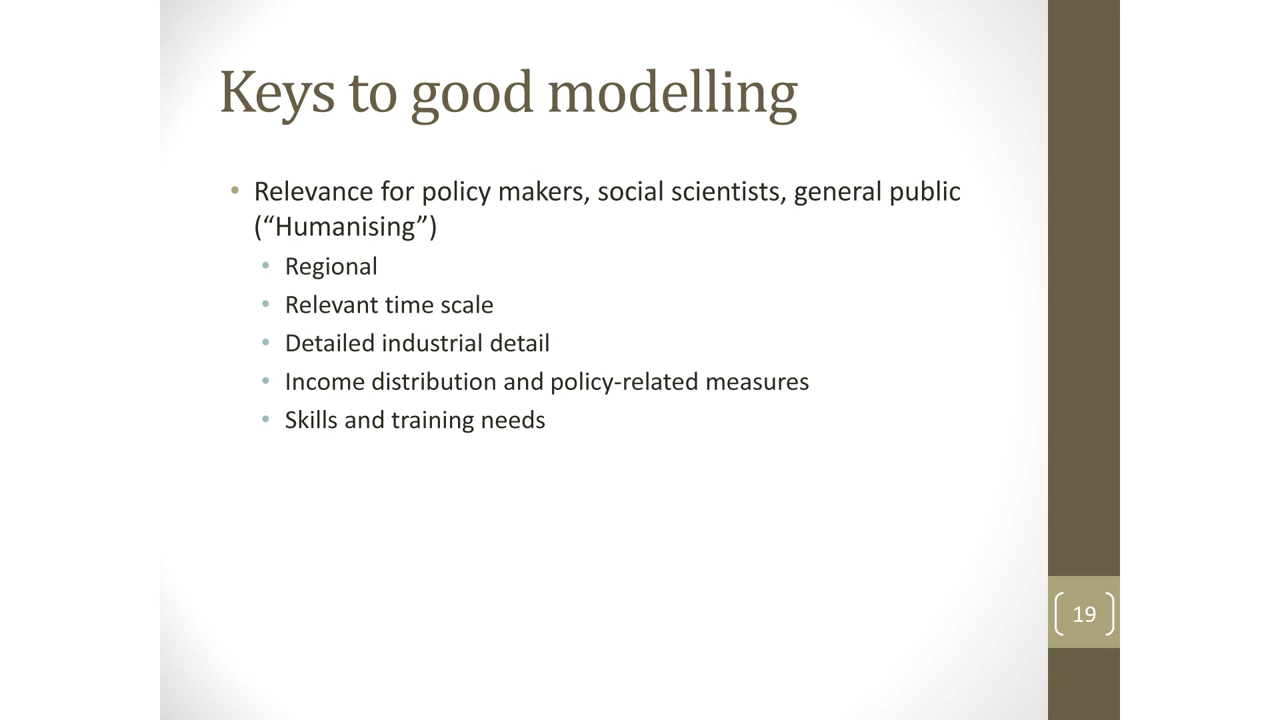 Keys to good modelling
• Relevance for policy makers, social scientists, general public
(“Humanising”)
• Regional
• Relevant time scale
• Detailed industrial detail
• Income distribution and policy-related measures
• Skills and training needs
19